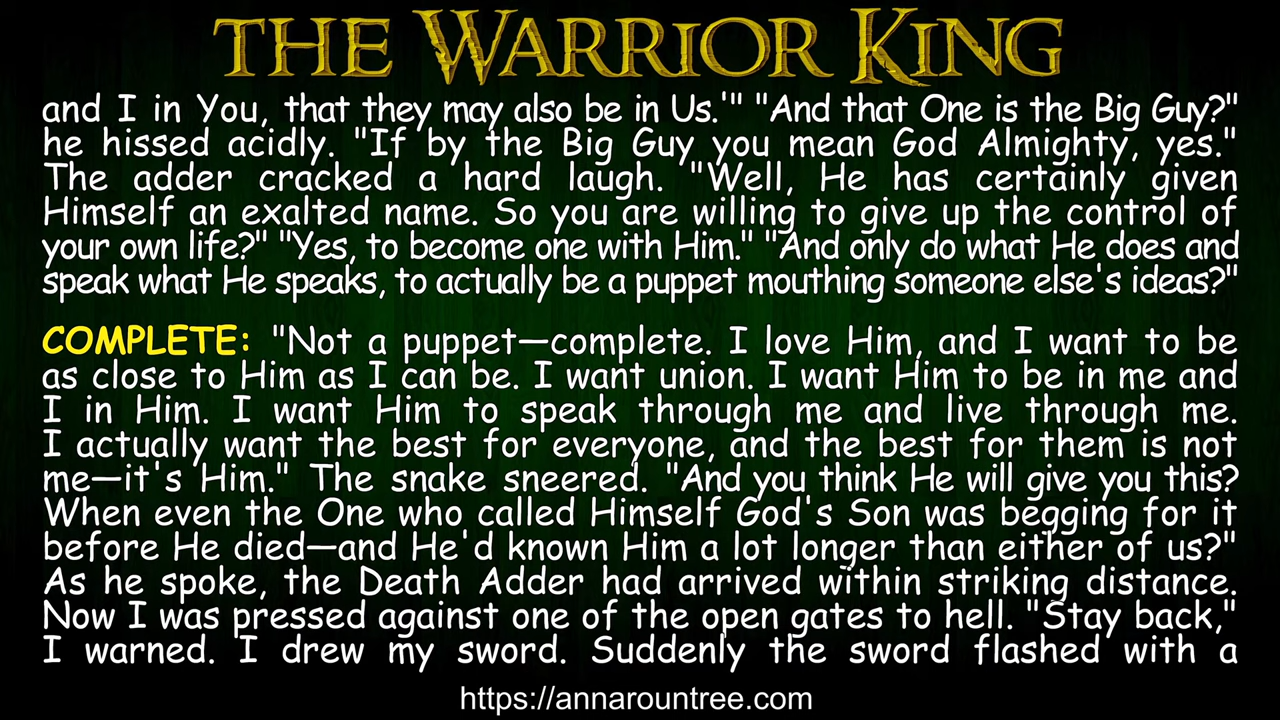 THE WARRIOR KING
and I in You, that they may also be in Us.'" "And that One is the Big Guy?"
he hissed acidly. "If by the Big Guy you mean God Almighty, yes."
The adder cracked a hard laugh. "Well, He has certainly given
Himself an exalted name. So you are willing to give up the control of
your own life?" "Yes, to become one with Him." "And only do what He does and
speak what He speaks, to actually be a puppet mouthing someone else's ideas?"
COMPLETE: "Not a puppet—complete. I love Him, and I want to be
as close to Him as I can be. I want union. I want Him to be in me and
I in Him. I want Him to speak through me and live through me.
I actually want the best for everyone, and the best for them is not
me—it's Him." The snake sneered. "And you think He will give you this?
When even the One who called Himself God's Son was begging for it
before He died—and He'd known Him a lot longer than either of us?"
As he spoke, the Death Adder had arrived within striking distance.
Now I was pressed against one of the open gates to hell. "Stay back,"
I warned. I drew my sword. Suddenly the sword flashed with a
https://annarountree.com